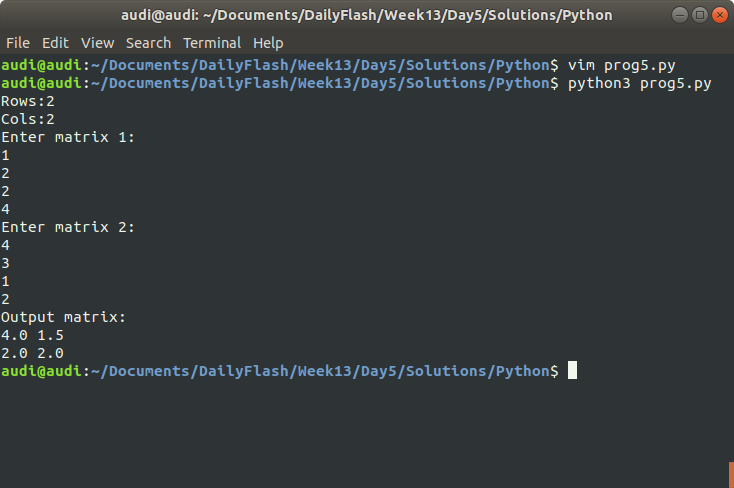 audi@audi: ~/Documents/DailyFlash/Week13/Day5/Solutions/Python
File Edit View Search Terminal Help
audi@audi:~/Documents/DailyFlash/Week13/Day5/Solutions/Python$ vim prog5.py
audi@audi:~/Documents/DailyFlash/Week13/Day5/Solutions/Python$ python3 prog5.py
Rows:2
Cols:2
Enter matrix 1:
1
2
2
4
Enter matrix 2:
4
3
1
2
Output matrix:
4.0 1.5
2.0 2.0
audi@audi:~/Documents/DailyFlash/Week13/Day5/Solutions/Python$